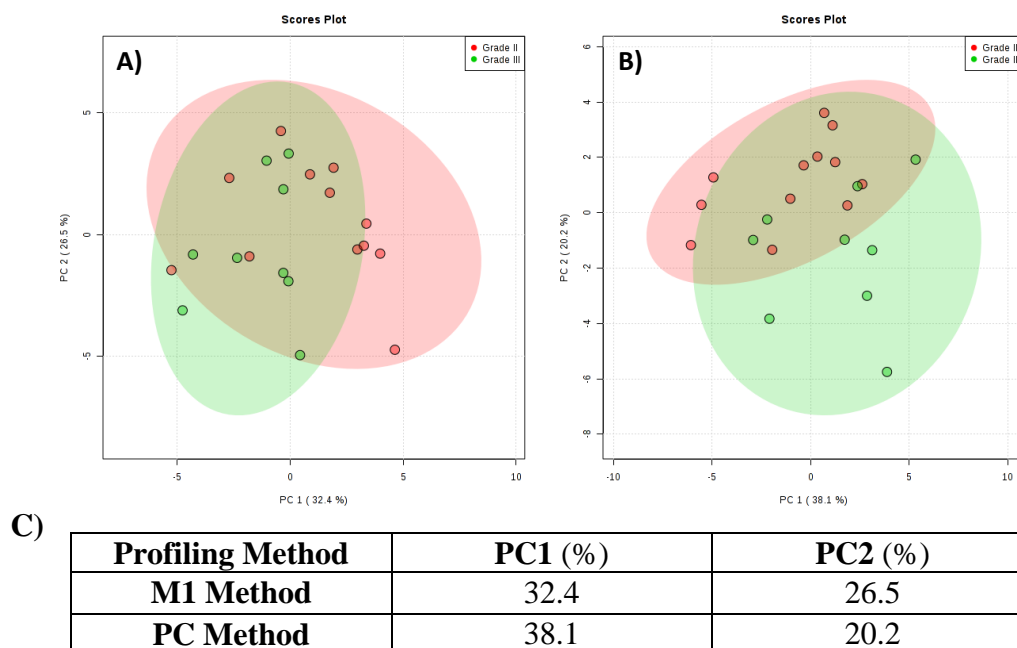 Scores Plot
A)
Grade II
Grade III
5
0
-5
PC 2 ( 26.5 %)
-5
0
5
10
PC 1 ( 32.4 %)
Scores Plot
B)
Grade II
Grade II
6
4
2
0
-2
-4
-6
-8
PC 2 ( 20.2 %)
-10
-5
0
5
10
PC 1 ( 38.1 %)
C)
Profiling Method PC1 (%) PC2 (%)
M1 Method 32.4 26.5
PC Method 38.1 20.2